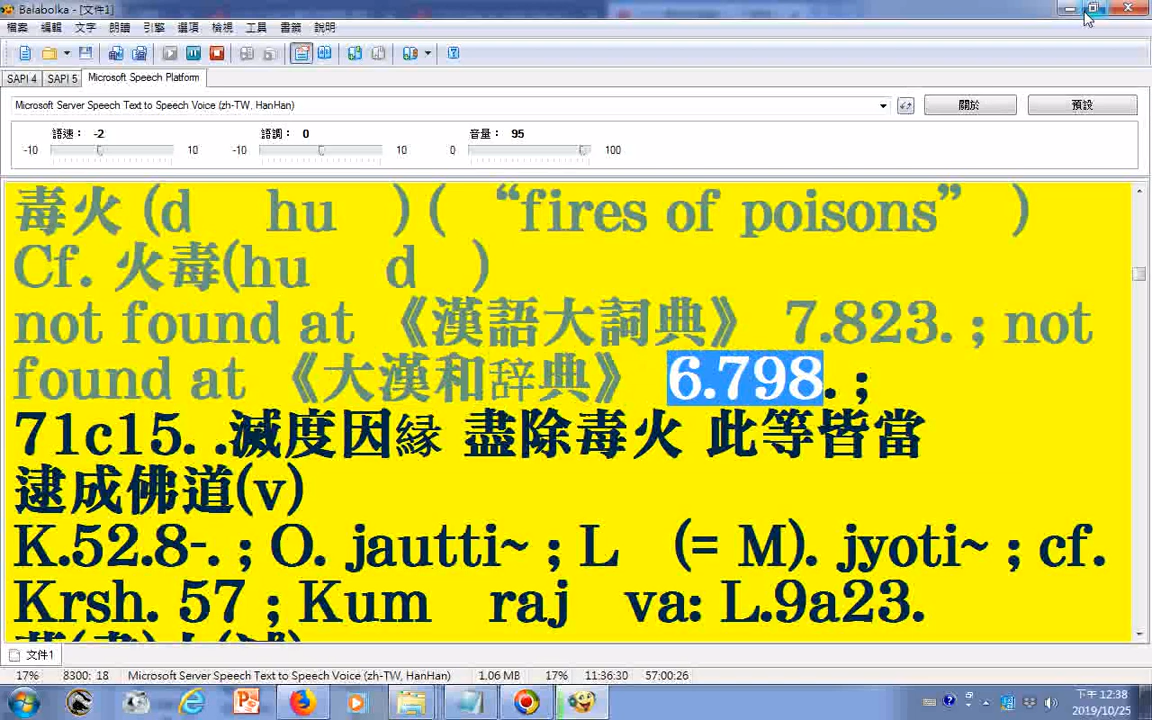 Balabolka - [文件1]
檔案 編輯 文字 朗讀 引擎 選項 檢視 工具 書籤 說明
SAPI 4 SAPI 5 Microsoft Speech Platform
Microsoft Server Speech Text to Speech Voice (zh-TW, HanHan) 關於 預設
語速： -2 語調： 0 音量： 95
-10 10 -10 10 0 100
毒火 (d hu ) ( “fires of poisons” )
Cf. 火毒(hu d )
not found at 《漢語大詞典》 7.823. ; not
found at 《大漢和辞典》 6.798. ;
71c15. .滅度因縁 盡除毒火 此等皆當
逮成佛道(v)
K.52.8-. ; O. jautti~ ; L (= M). jyoti~ ; cf.
Krsh. 57 ; Kum raj va: L.9a23.
文件1
17% 8300: 18 Microsoft Server Speech Text to Speech Voice (zh-TW, HanHan) 1.06 MB 17% 11:36:30 57:00:26
下午 12:38
2019/10/25